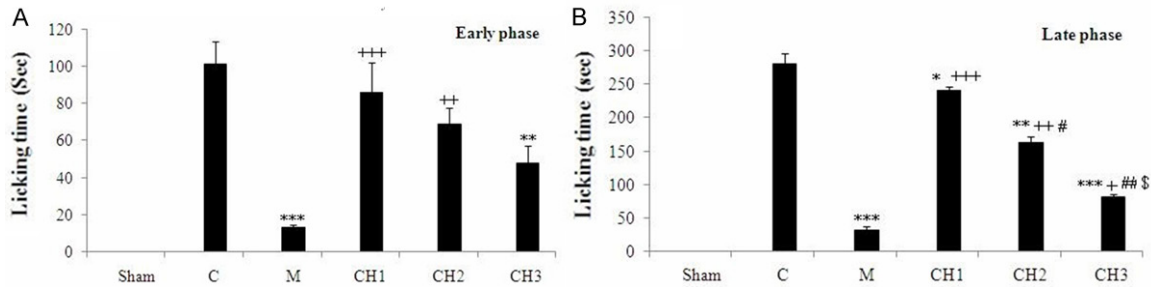 A
Early phase
Licking time (Sec)
120
100
80
60
40
20
0
+++
++
**
***
Sham C M CH1 CH2 CH3
B
Late phase
Licking time (sec)
350
300
250
200
150
100
50
0
* +++
** ++ #
*** + ## $
***
Sham C M CH1 CH2 CH3